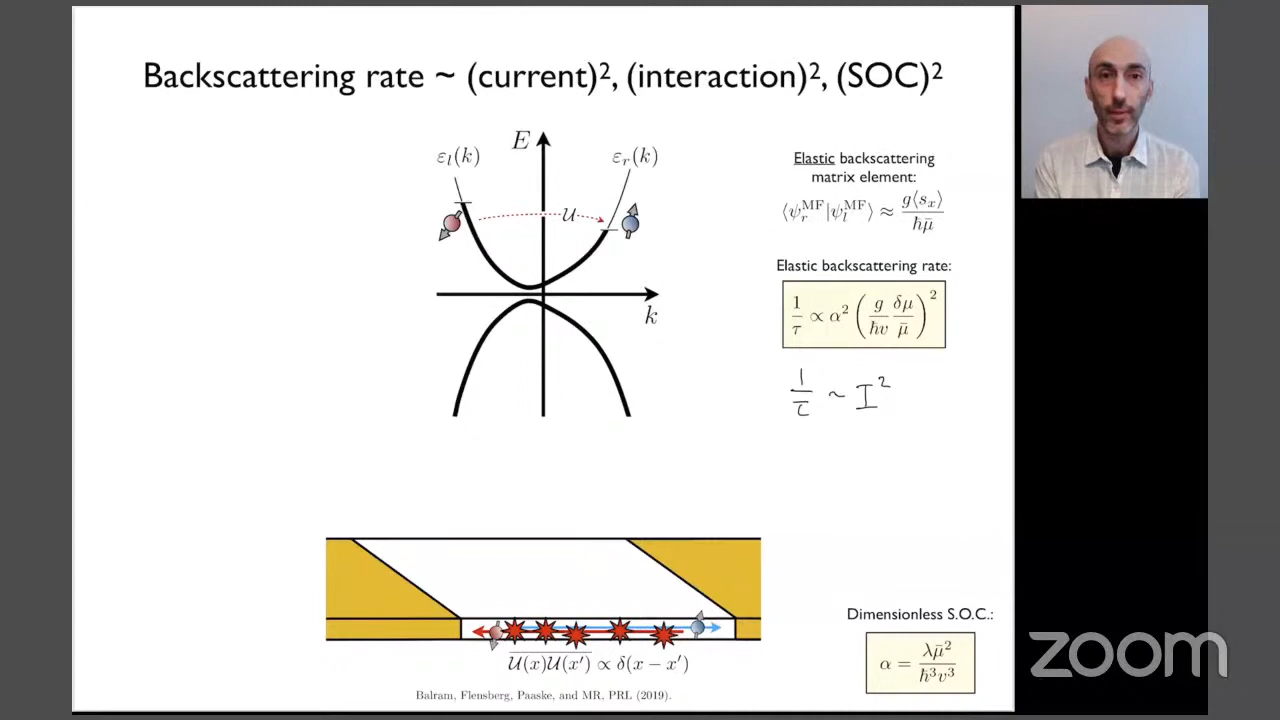 Backscattering rate ~ (current)², (interaction)², (SOC)²
E
εl(k)
εr(k)
𝒰
k
Elastic backscattering
matrix element:
⟨ψ_r^MF|ψ_l^MF⟩ ≈ g⟨s_x⟩ / ħμ̄
Elastic backscattering rate:
1/τ ∝ α² (g/ħv δμ/μ̄)²
1/τ ~ I²
𝒰(x)𝒰(x′) ∝ δ(x − x′)
Balram, Flensberg, Paaske, and MR, PRL (2019).
Dimensionless S.O.C.:
α = λμ̄² / ħ³v³
zoom